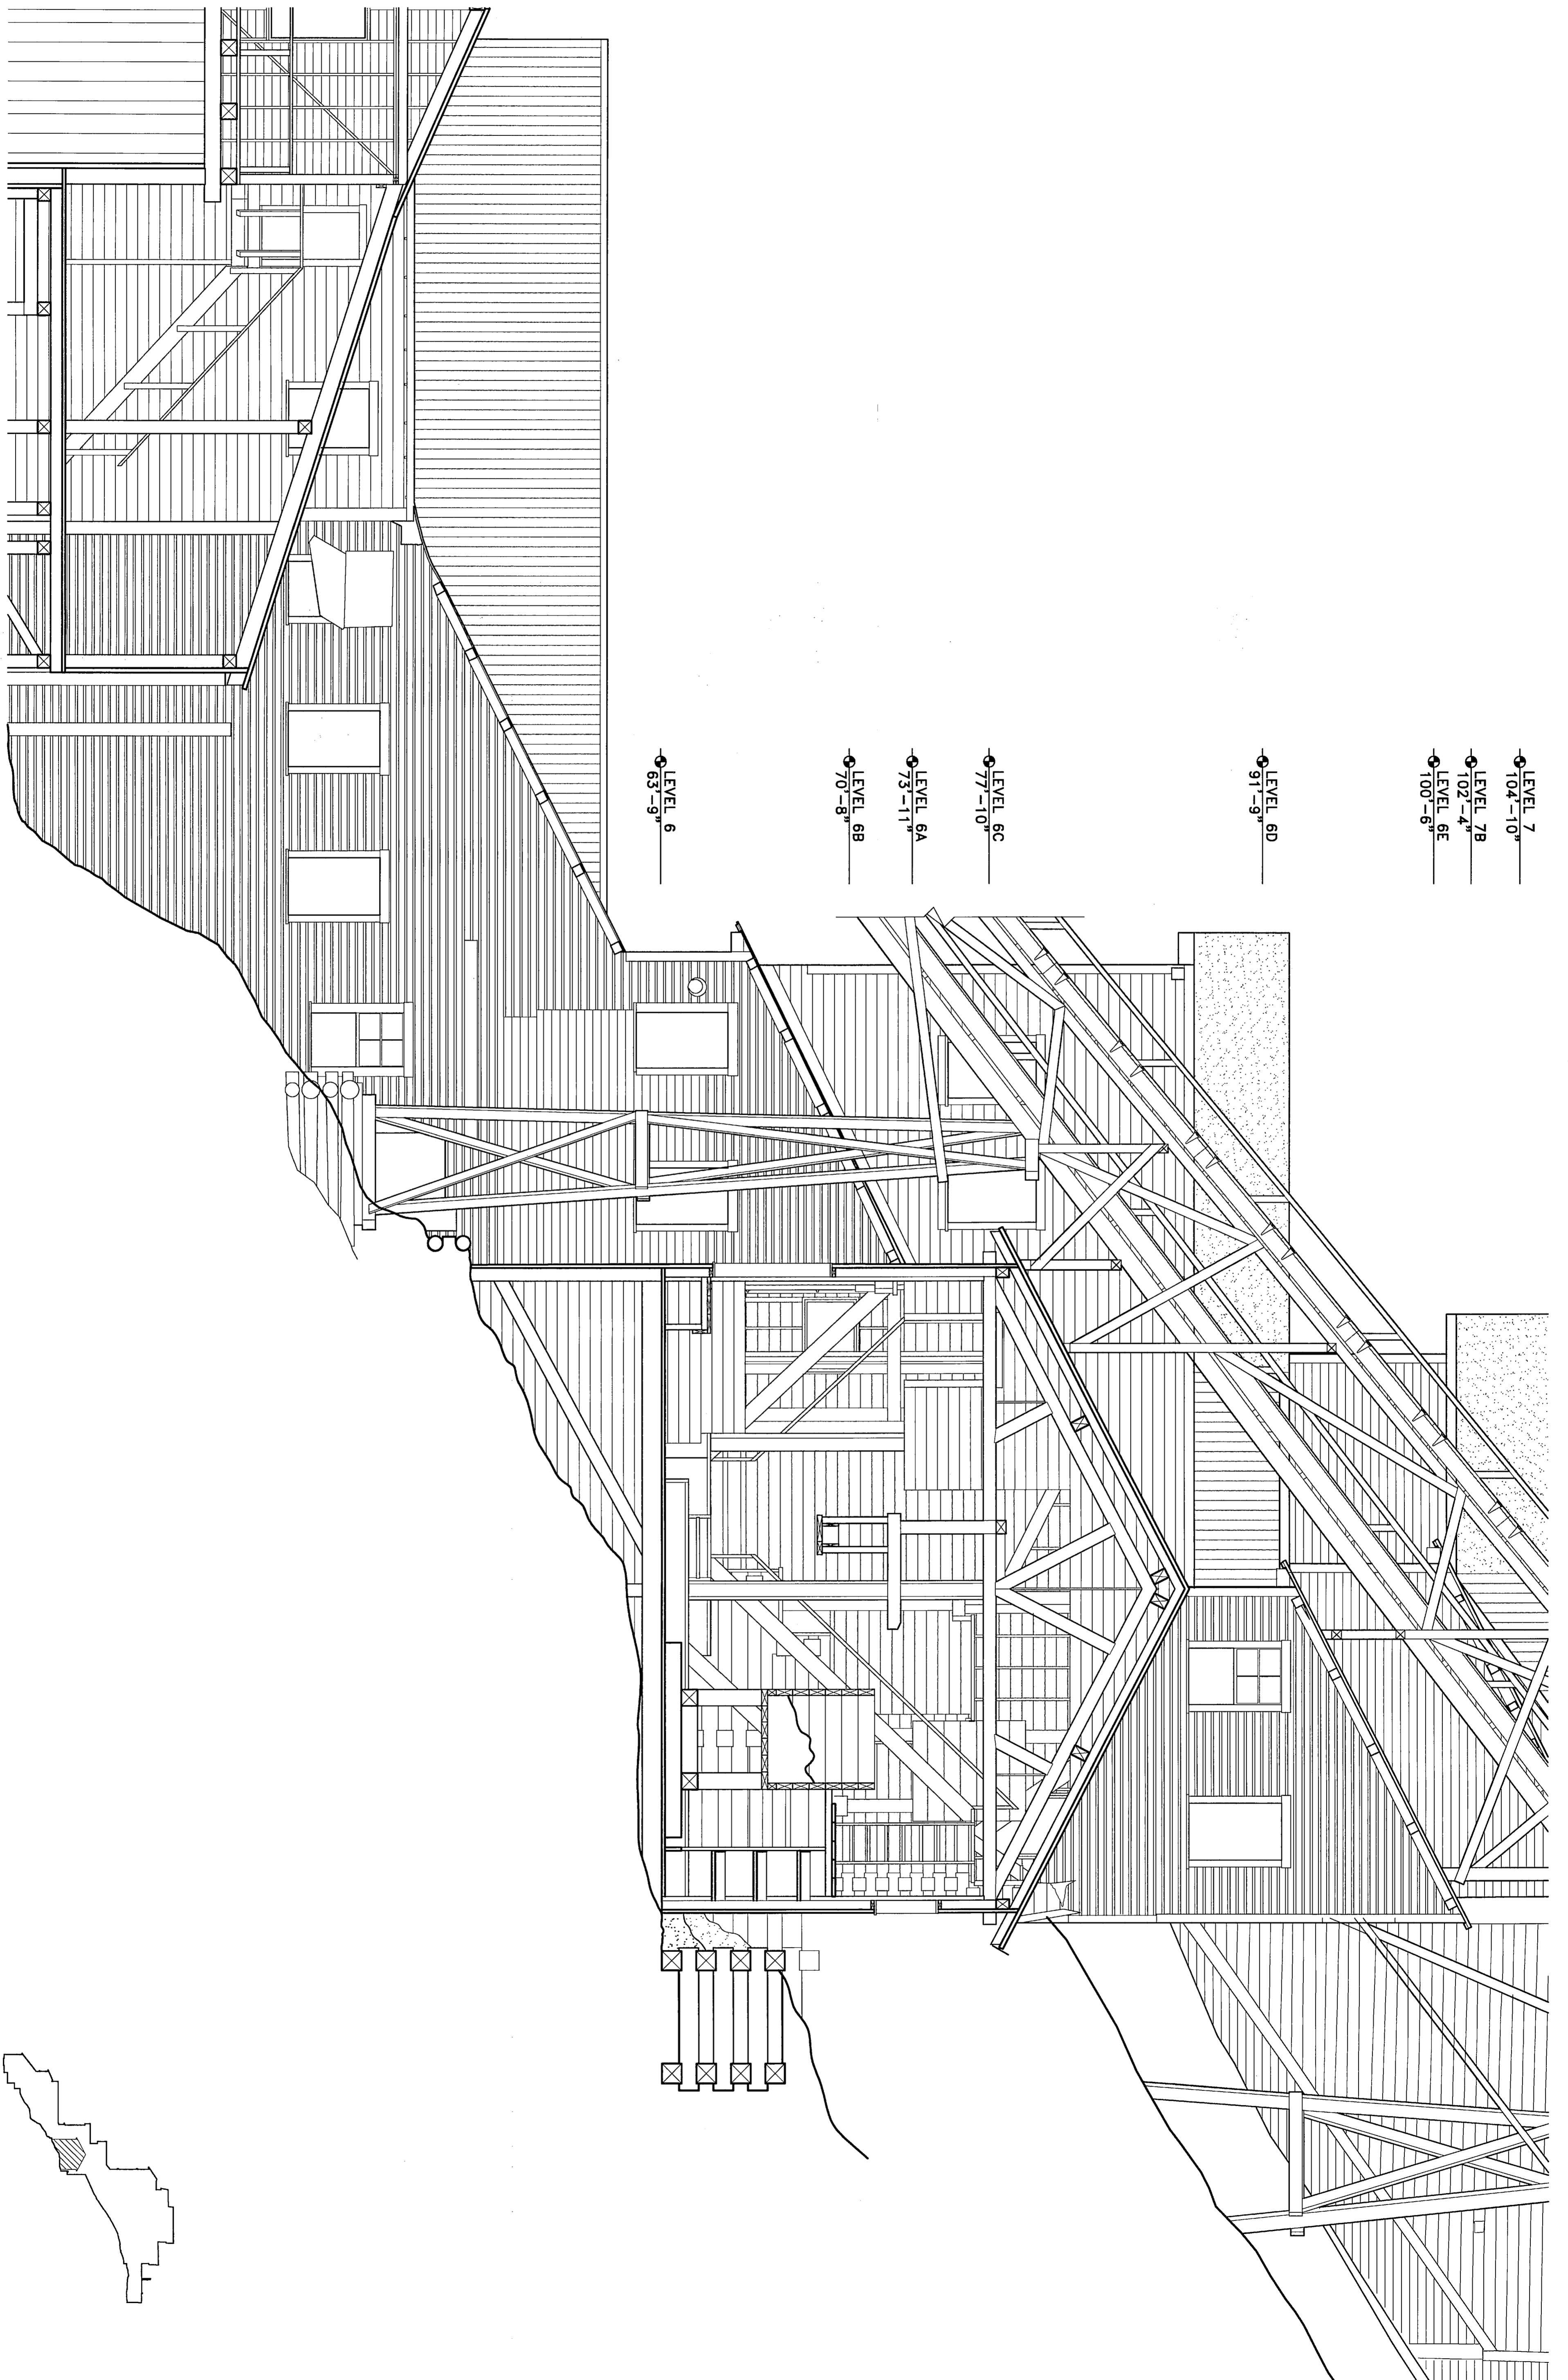 LEVEL 7
104'-10"
LEVEL 7B
102'-4"
LEVEL 6E
100'-6"
LEVEL 6D
91'-9"
LEVEL 6C
77'-10"
LEVEL 6A
73'-11"
LEVEL 6B
70'-8"
LEVEL 6
63'-9"